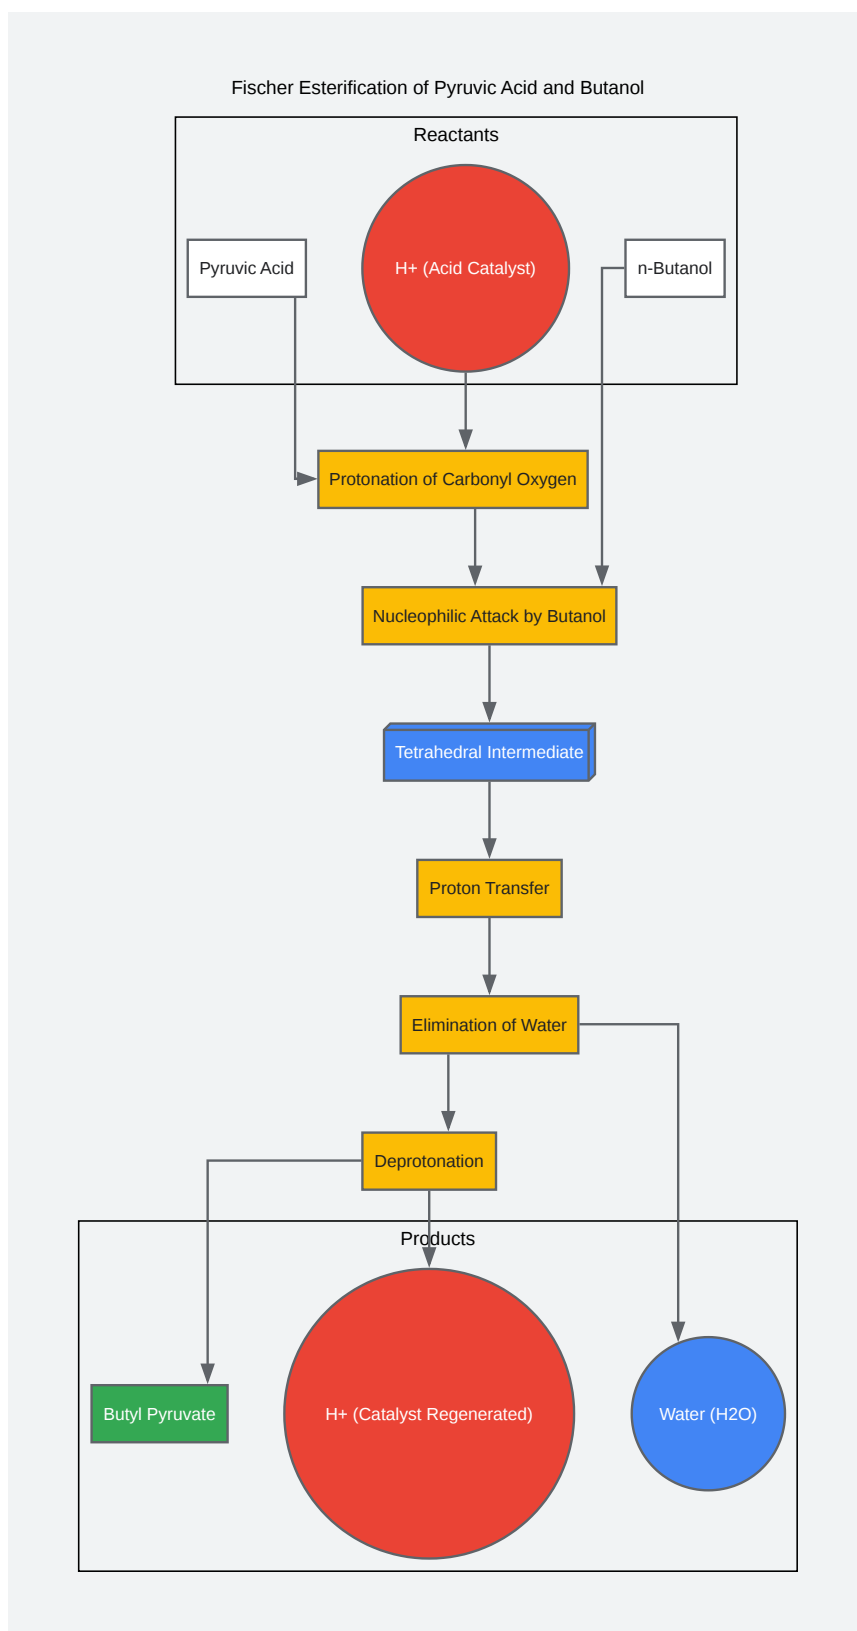 Fischer Esterification of Pyruvic Acid and Butanol
Reactants
Pyruvic Acid
H+ (Acid Catalyst)
n-Butanol
Protonation of Carbonyl Oxygen
Nucleophilic Attack by Butanol
Tetrahedral Intermediate
Proton Transfer
Elimination of Water
Deprotonation
Products
Butyl Pyruvate
H+ (Catalyst Regenerated)
Water (H2O)